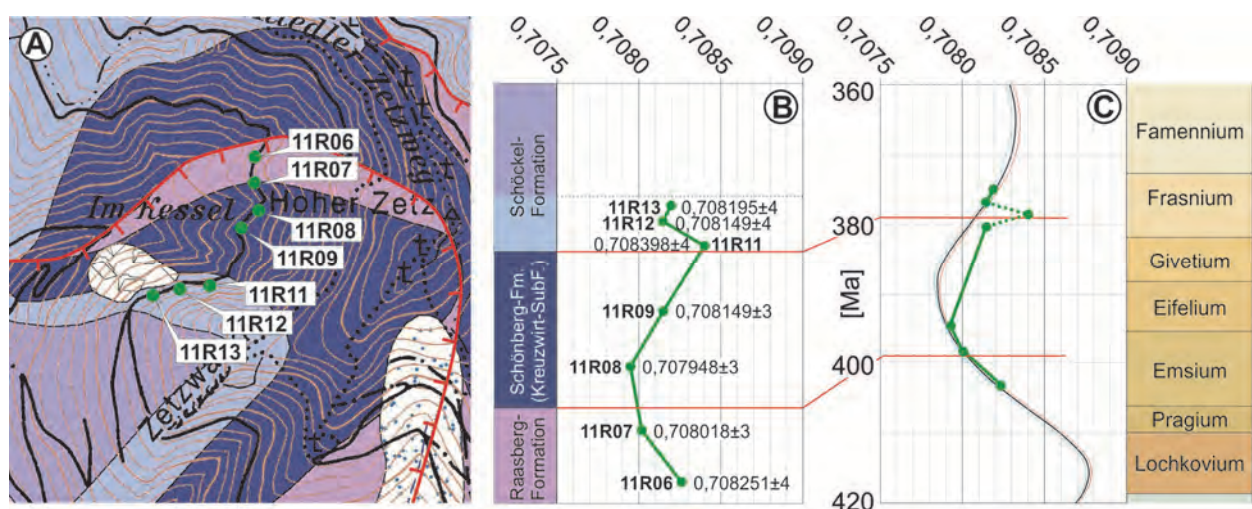 A
Zetzweg
11R06
11R07
Im Kessel
Hoher Zetz
11R08
11R09
11R11
11R12
11R13
0,7075
0,7080
0,7085
0,7090
B
Schöckel-
Formation
Schönberg-Fm.
(Kreuzwirt-SubF.)
Raasberg-
Formation
11R13 0,708195±4
11R12 0,708149±4
0,708398±4 11R11
11R09 0,708149±3
11R08 0,707948±3
11R07 0,708018±3
11R06 0,708251±4
0,7075
0,7080
0,7085
0,7090
C
360
380
[Ma]
400
420
Famennium
Frasnium
Givetium
Eifelium
Emsium
Pragium
Lochkovium